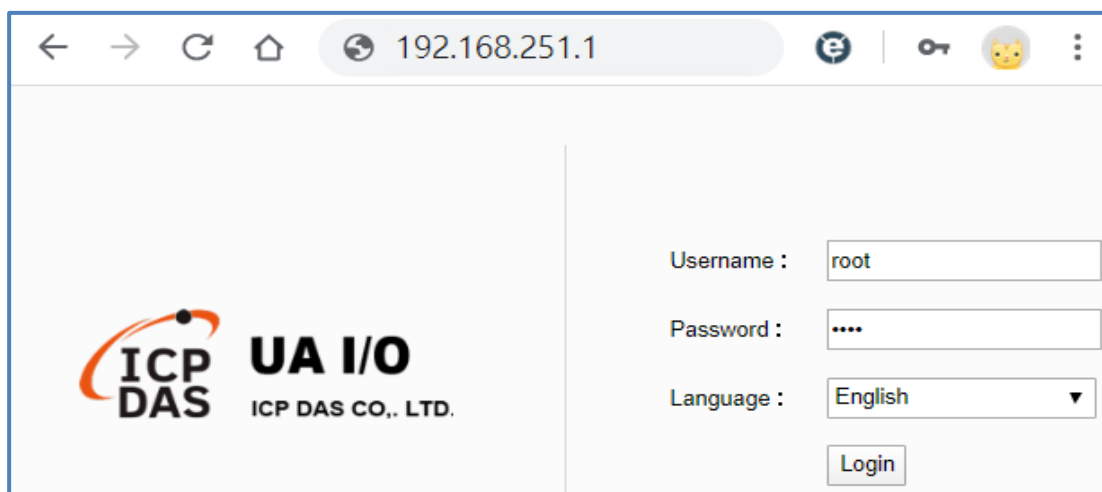 192.168.251.1
Username :
root
Password :
••••
Language :
English
Login
ICP
DAS
UA I/O
ICP DAS CO,. LTD.